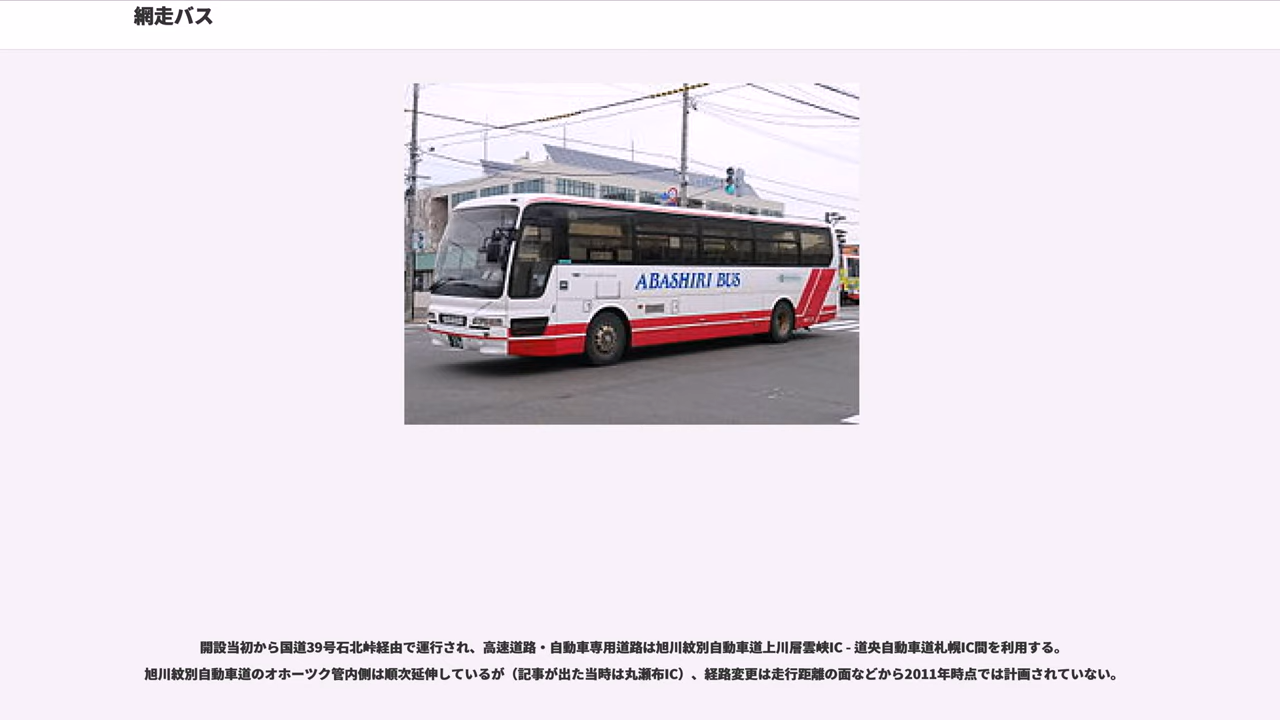 網走バス
ABASHIRI BUS
開設当初から国道39号石北峠経由で運行され、高速道路・自動車専用道路は旭川紋別自動車道上川層雲峡IC - 道央自動車道札幌IC間を利用する。
旭川紋別自動車道のオホーツク管内側は順次延伸しているが（記事が出た当時は丸瀬布IC）、経路変更は走行距離の面などから2011年時点では計画されていない。